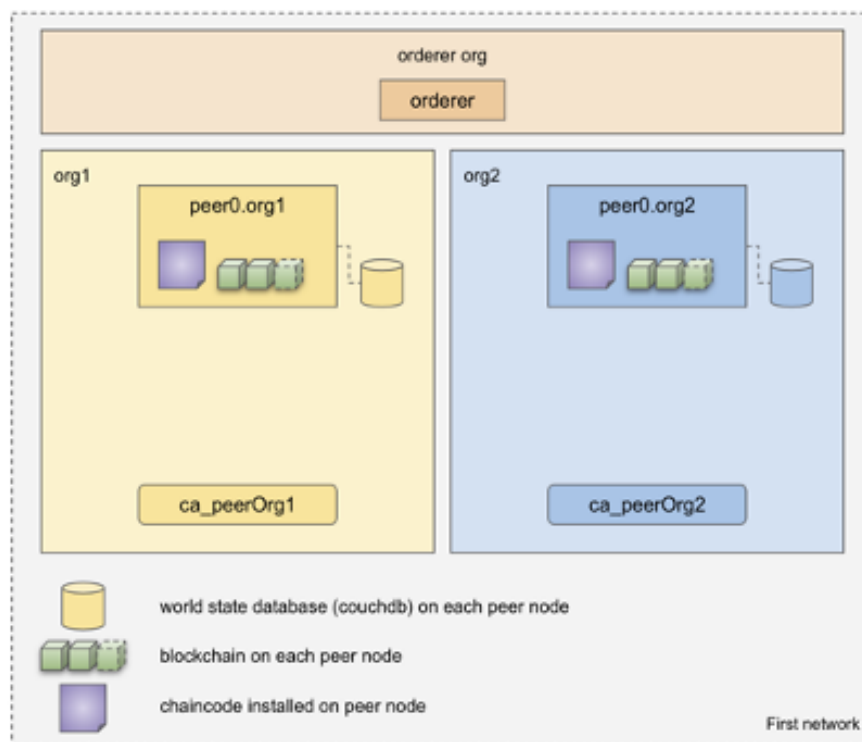 orderer org
orderer
org1
peer0.org1
org2
peer0.org2
ca_peerOrg1
ca_peerOrg2
world state database (couchdb) on each peer node
blockchain on each peer node
chaincode installed on peer node
First network